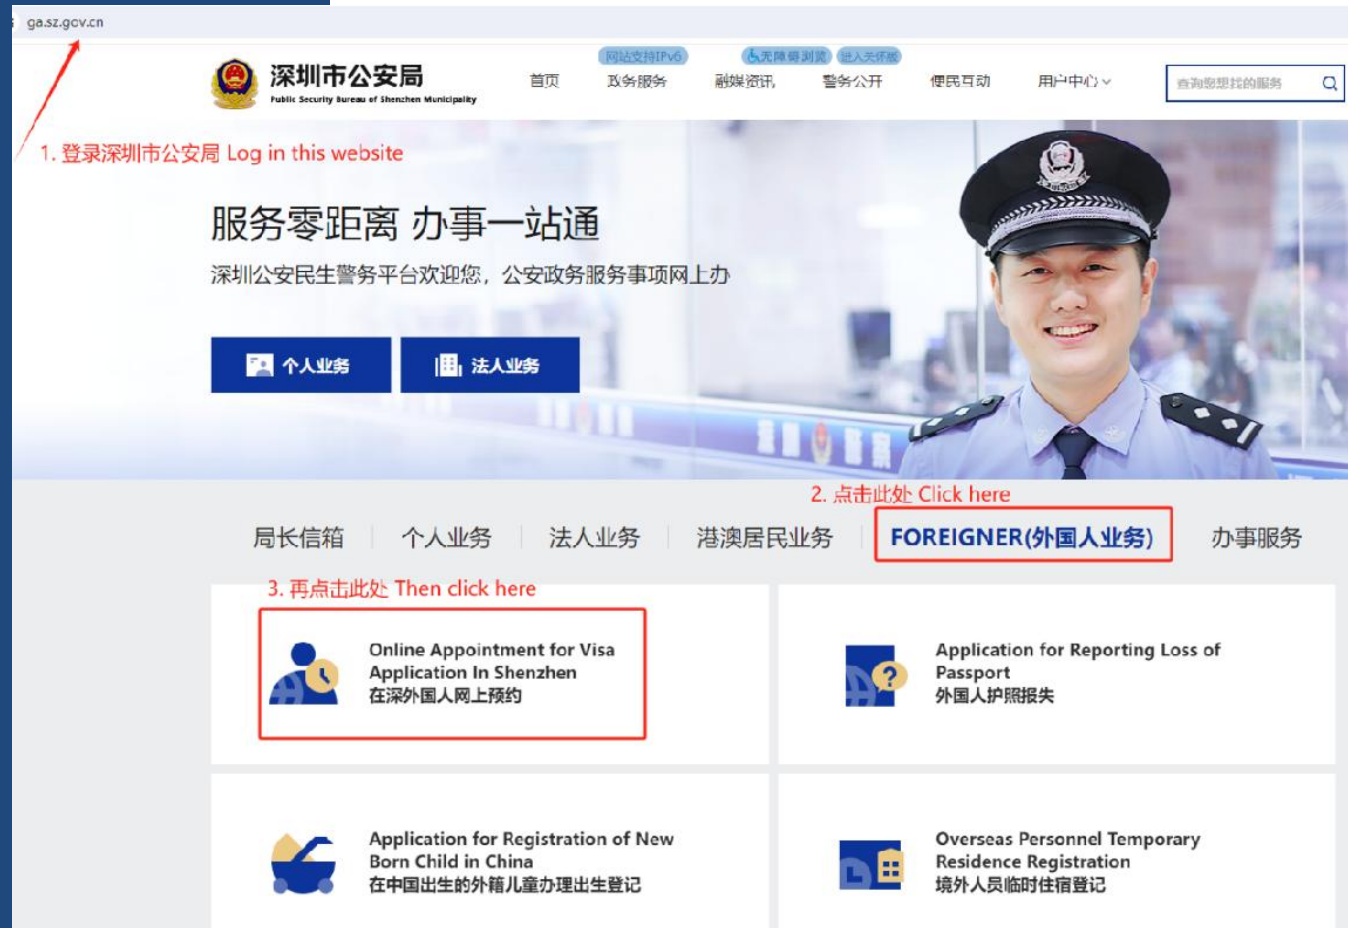 ga.sz.gov.cn
网站支持IPv6
无障碍浏览
进入关怀版
深圳市公安局
Public Security Bureau of Shenzhen Municipality
首页
政务服务
融媒资讯
警务公开
便民互动
用户中心
查询您想找的服务
1. 登录深圳市公安局 Log in this website
服务零距离 办事一站通
深圳公安民生警务平台欢迎您，公安政务服务事项网上办
个人业务
法人业务
2. 点击此处 Click here
局长信箱
个人业务
法人业务
港澳居民业务
FOREIGNER(外国人业务)
办事服务
3. 再点击此处 Then click here
Online Appointment for Visa
Application In Shenzhen
在深外国人网上预约
Application for Reporting Loss of
Passport
外国人护照报失
Application for Registration of New
Born Child in China
在中国出生的外籍儿童办理出生登记
Overseas Personnel Temporary
Residence Registration
境外人员临时住宿登记